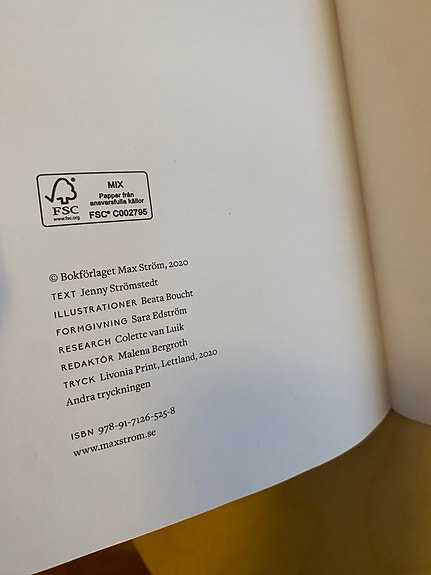 MIX
Papper från
ansvarsfulla källor
FSC® C002795
FSC
www.fsc.org
© Bokförlaget Max Ström, 2020
TEXT Jenny Strömstedt
ILLUSTRATIONER Beata Boucht
FORMGIVNING Sara Edström
RESEARCH Colette van Luik
REDAKTÖR Malena Bergroth
TRYCK Livonia Print, Lettland, 2020
Andra tryckningen
ISBN 978-91-7126-525-8
www.maxstrom.se